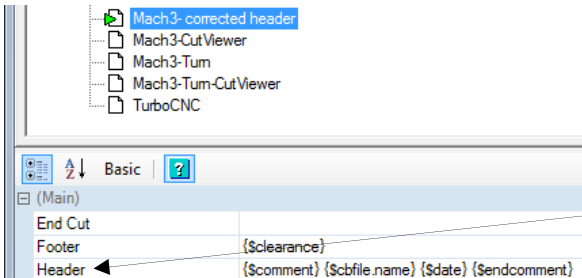 Mach3- corrected header
Mach3-CutViewer
Mach3-Turn
Mach3-Turn-CutViewer
TurboCNC
Basic
(Main)
End Cut
Footer {$clearance}
Header {$comment} {$cbfile.name} {$date} {$endcomment}